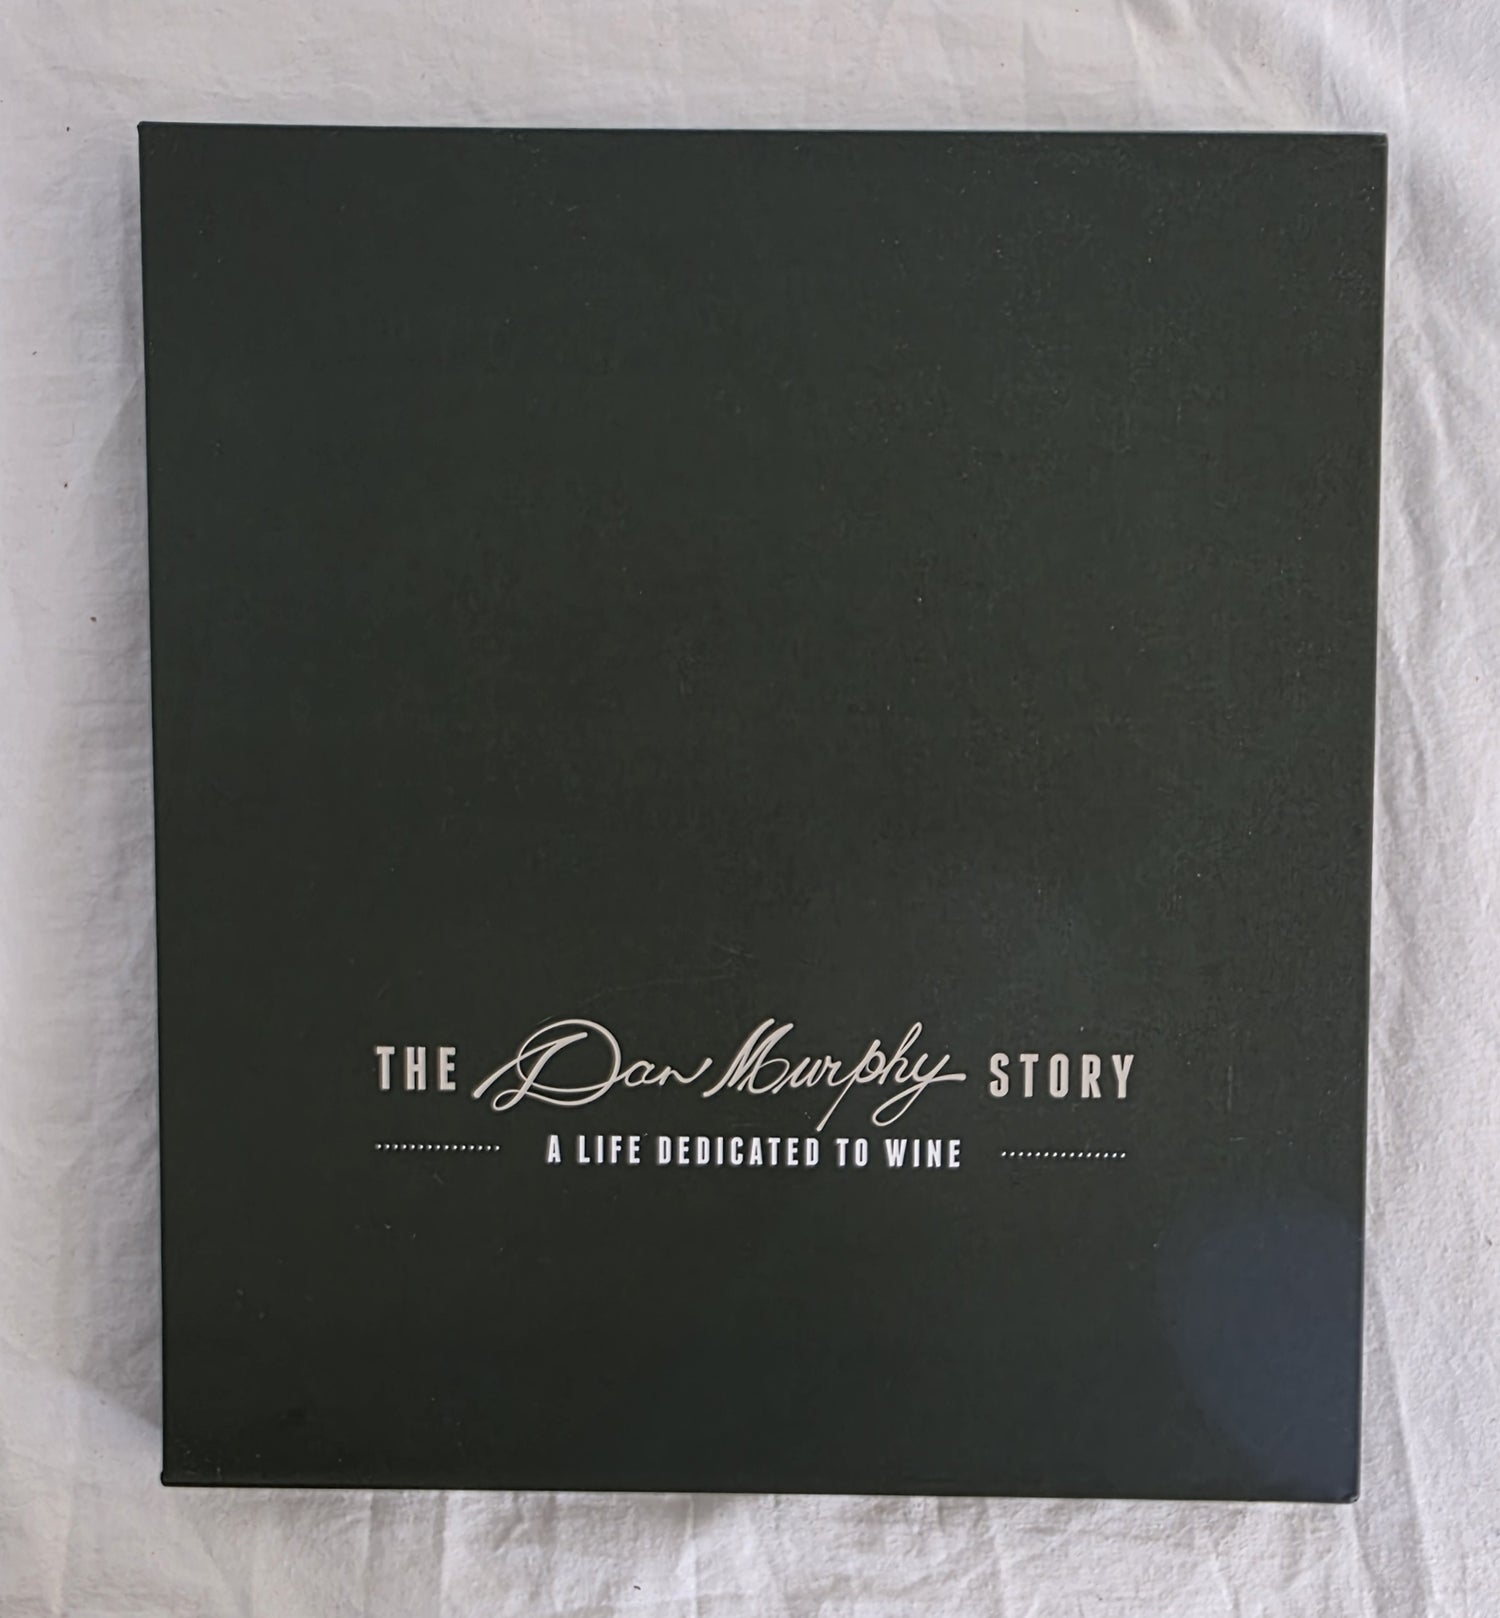 THE Dan Murphy STORY
A LIFE DEDICATED TO WINE